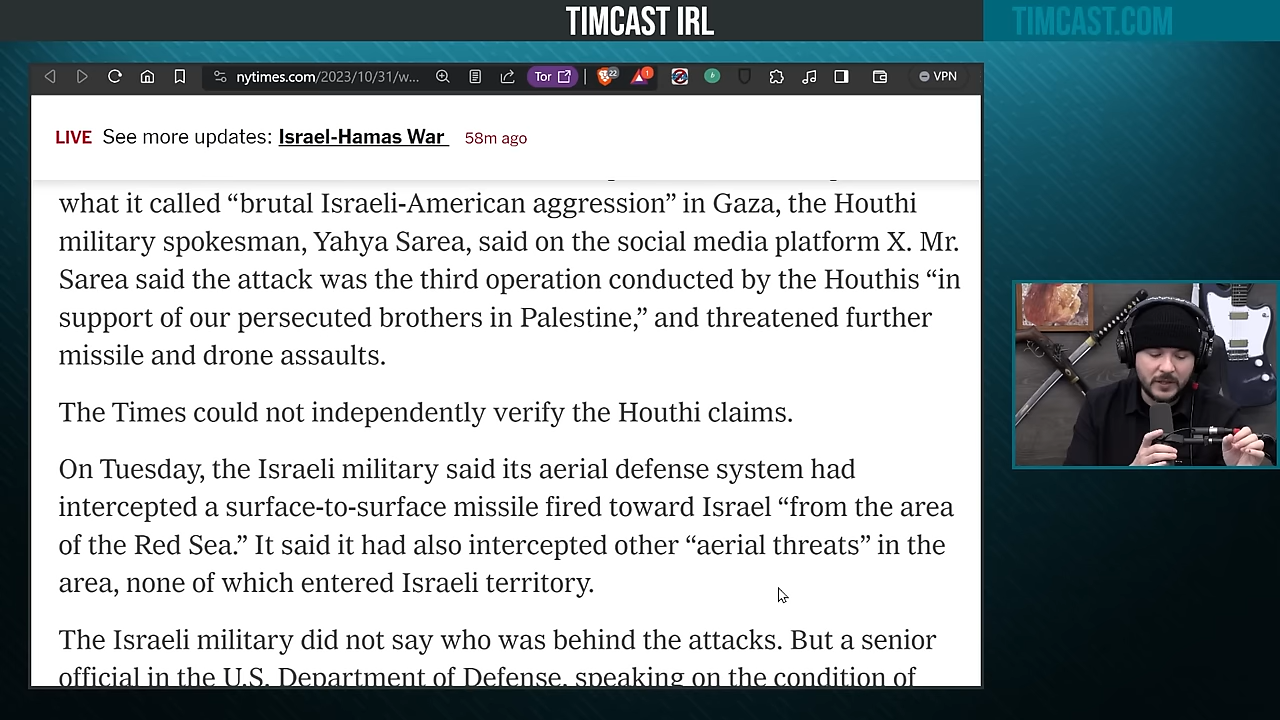 TIMCAST IRL
TIMCAST.COM
nytimes.com/2023/10/31/w...
Tor
22
1
VPN
LIVE See more updates: Israel-Hamas War 58m ago
what it called “brutal Israeli-American aggression” in Gaza, the Houthi
military spokesman, Yahya Sarea, said on the social media platform X. Mr.
Sarea said the attack was the third operation conducted by the Houthis “in
support of our persecuted brothers in Palestine,” and threatened further
missile and drone assaults.
The Times could not independently verify the Houthi claims.
On Tuesday, the Israeli military said its aerial defense system had
intercepted a surface-to-surface missile fired toward Israel “from the area
of the Red Sea.” It said it had also intercepted other “aerial threats” in the
area, none of which entered Israeli territory.
The Israeli military did not say who was behind the attacks. But a senior
official in the U.S. Department of Defense, speaking on the condition of